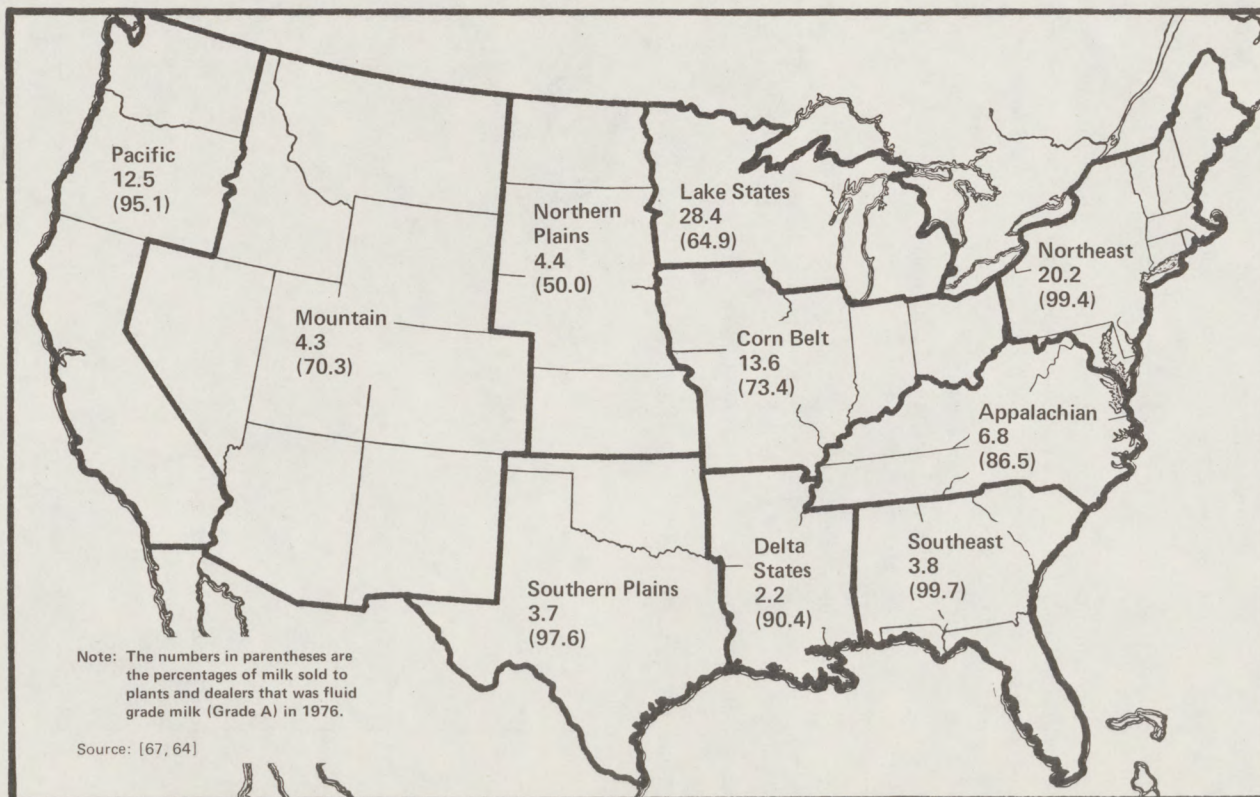 Pacific
12.5
(95.1)
Mountain
4.3
(70.3)
Northern
Plains
4.4
(50.0)
Lake States
28.4
(64.9)
Corn Belt
13.6
(73.4)
Northeast
20.2
(99.4)
Appalachian
6.8
(86.5)
Southern Plains
3.7
(97.6)
Delta
States
2.2
(90.4)
Southeast
3.8
(99.7)
Note: The numbers in parentheses are
the percentages of milk sold to
plants and dealers that was fluid
grade milk (Grade A) in 1976.
Source: [67, 64]